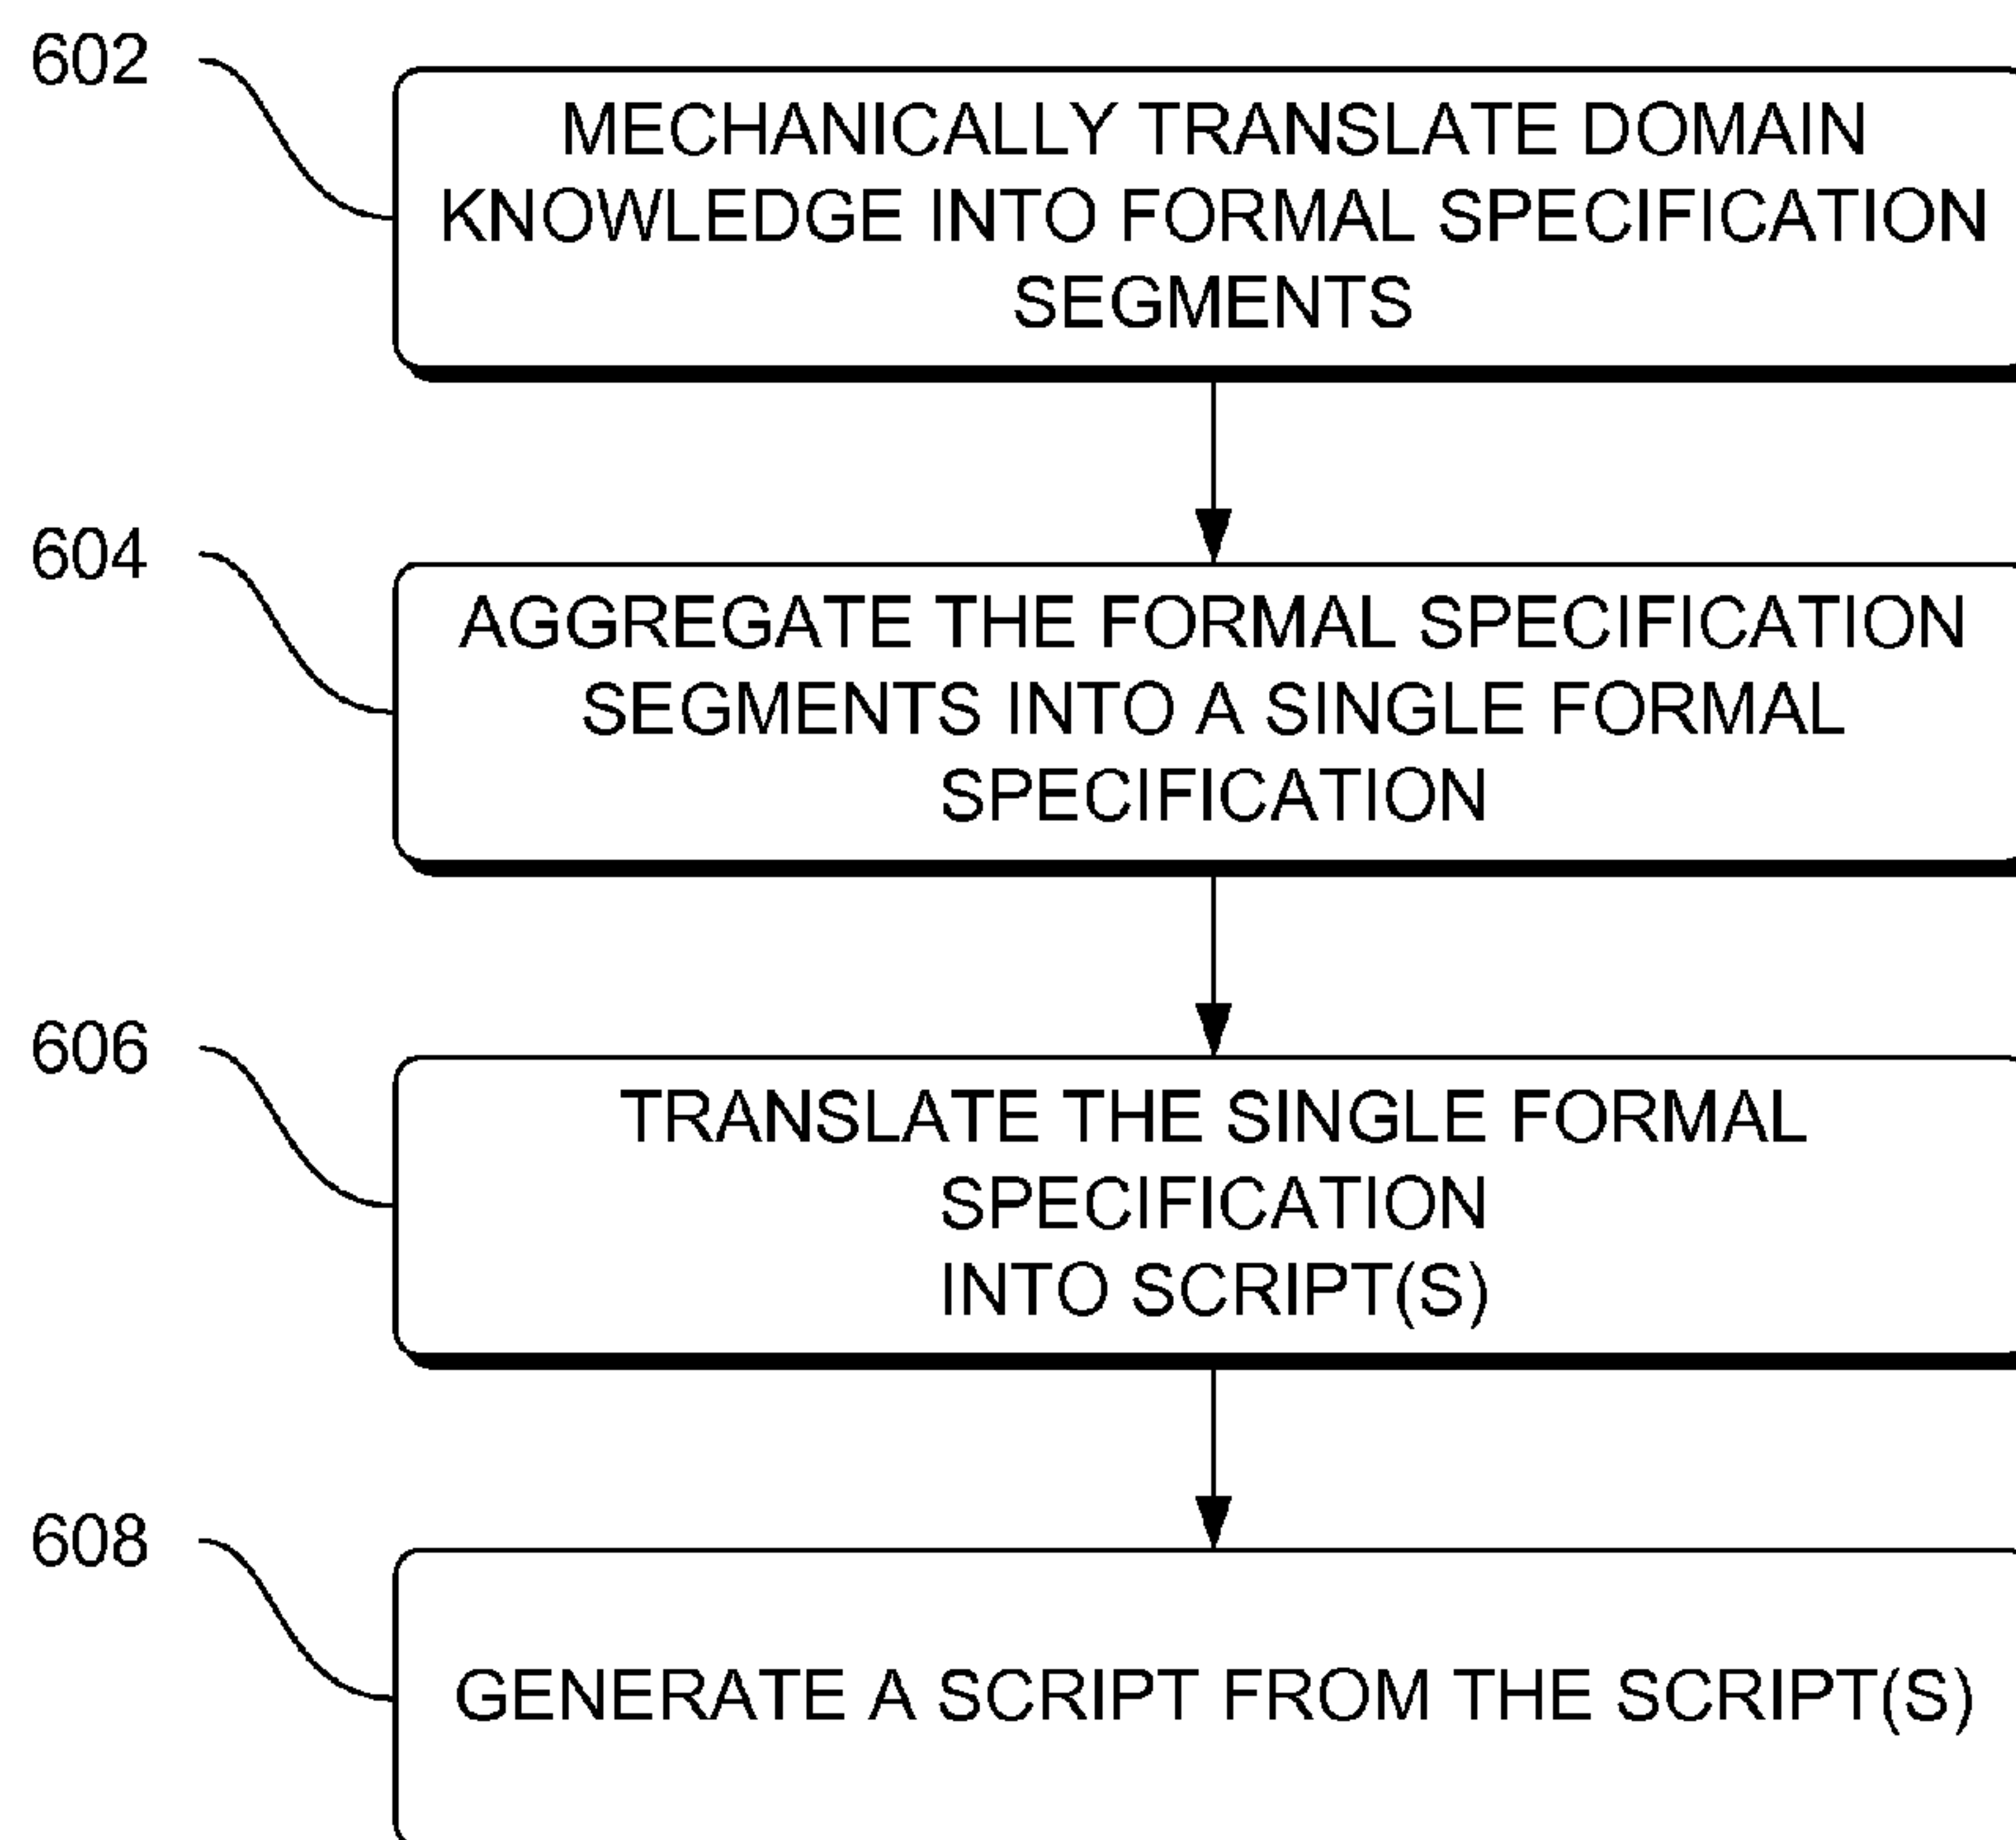 602
MECHANICALLY TRANSLATE DOMAIN
KNOWLEDGE INTO FORMAL SPECIFICATION
SEGMENTS
604
AGGREGATE THE FORMAL SPECIFICATION
SEGMENTS INTO A SINGLE FORMAL
SPECIFICATION
606
TRANSLATE THE SINGLE FORMAL
SPECIFICATION
INTO SCRIPT(S)
608
GENERATE A SCRIPT FROM THE SCRIPT(S)